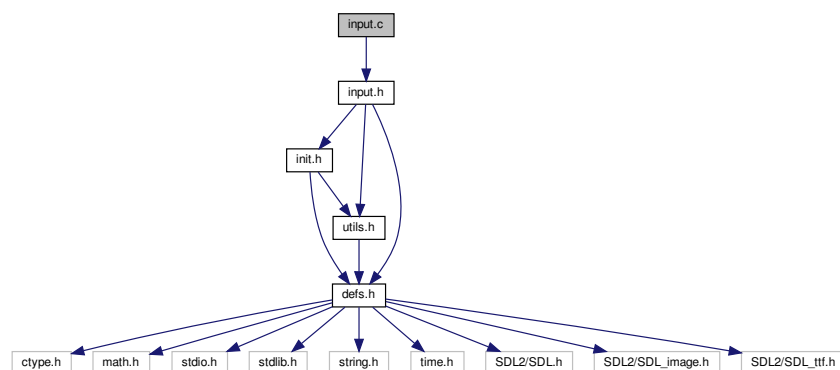 input.c
input.h
init.h
utils.h
defs.h
ctype.h math.h stdio.h stdlib.h string.h time.h SDL2/SDL.h SDL2/SDL_image.h SDL2/SDL_ttf.h